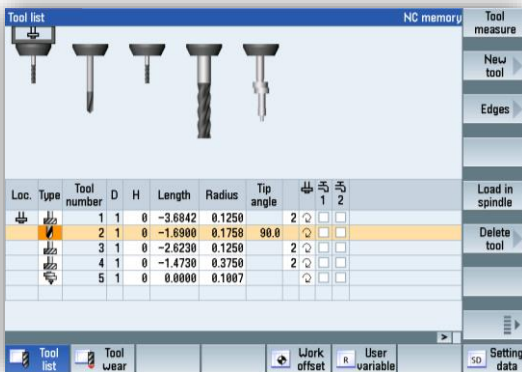 Tool list NC memory
Tool measure
New tool
Edges
Load in spindle
Delete tool
Loc. Type Tool number D H Length Radius Tip angle 1 2
1 1 0 -3.6842 0.1250 2
2 1 0 -1.6900 0.1758 90.0
3 1 0 -2.6230 0.1250 2
4 1 0 -1.4730 0.3750 2
5 1 0 0.0000 0.1007
Tool list Tool wear Work offset R User variable SD Setting data